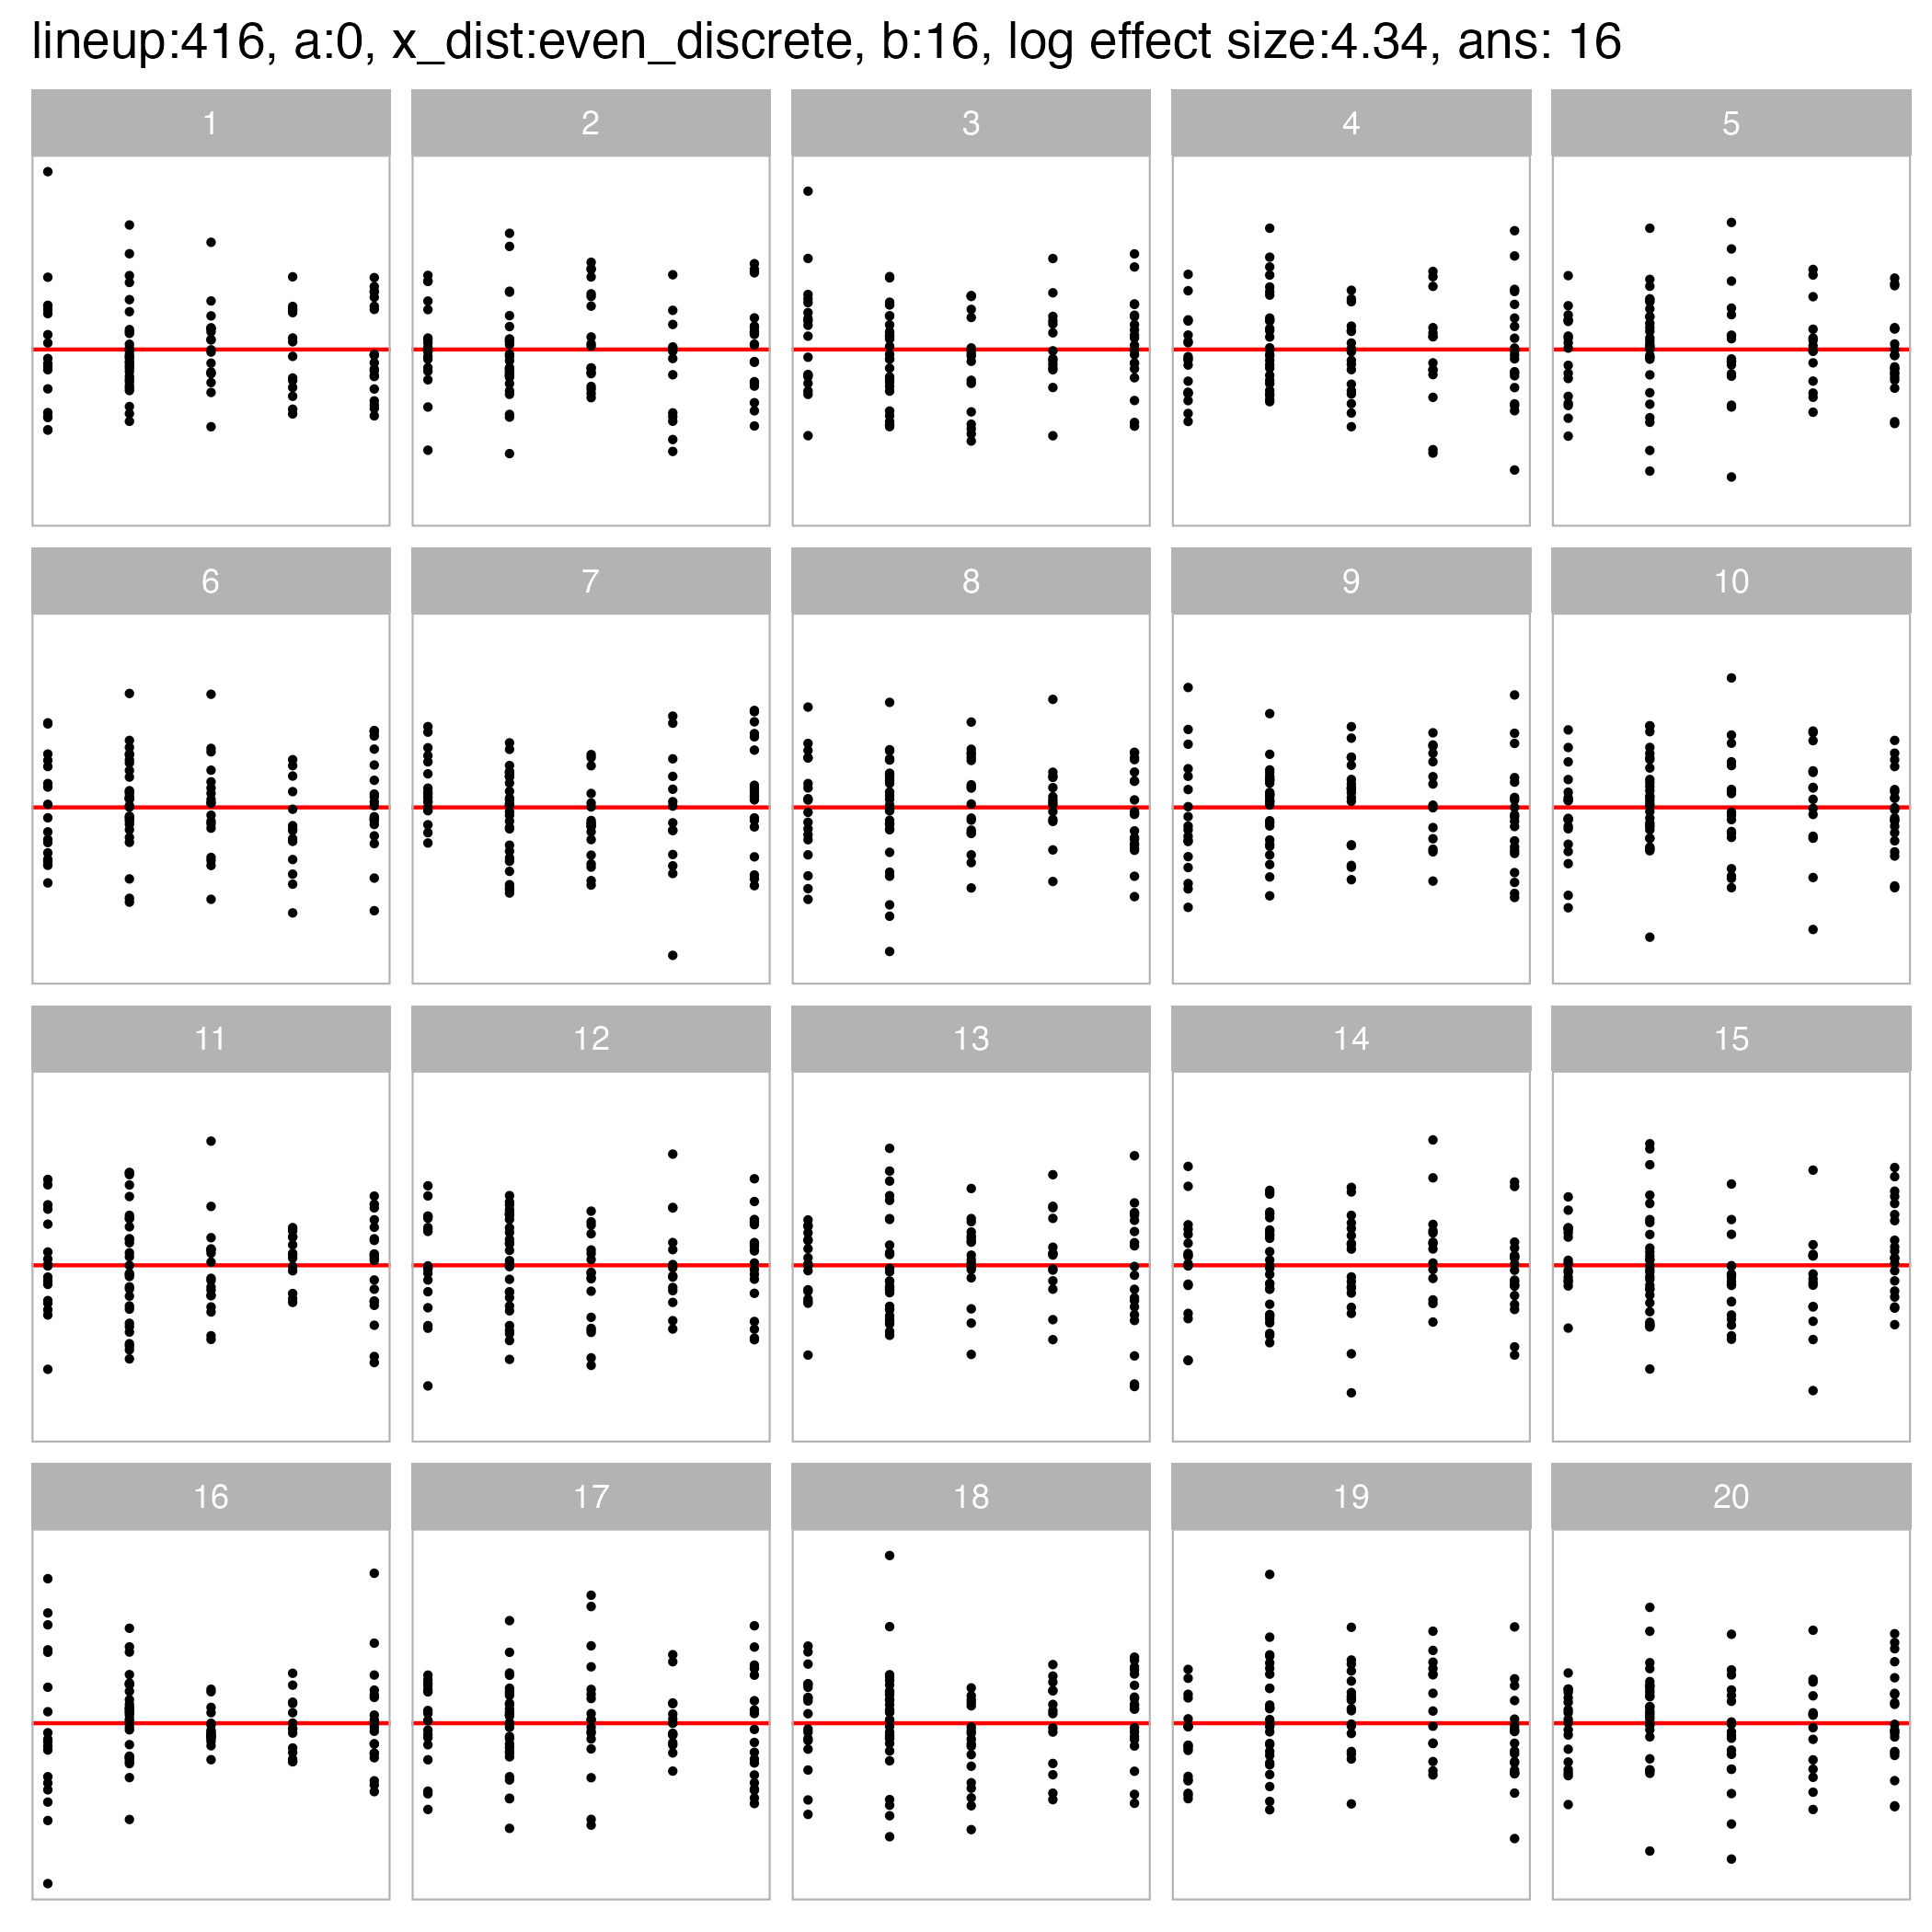 lineup:416, a:0, x_dist:even_discrete, b:16, log effect size:4.34, ans: 16
1 2 3 4 5
6 7 8 9 10
11 12 13 14 15
16 17 18 19 20